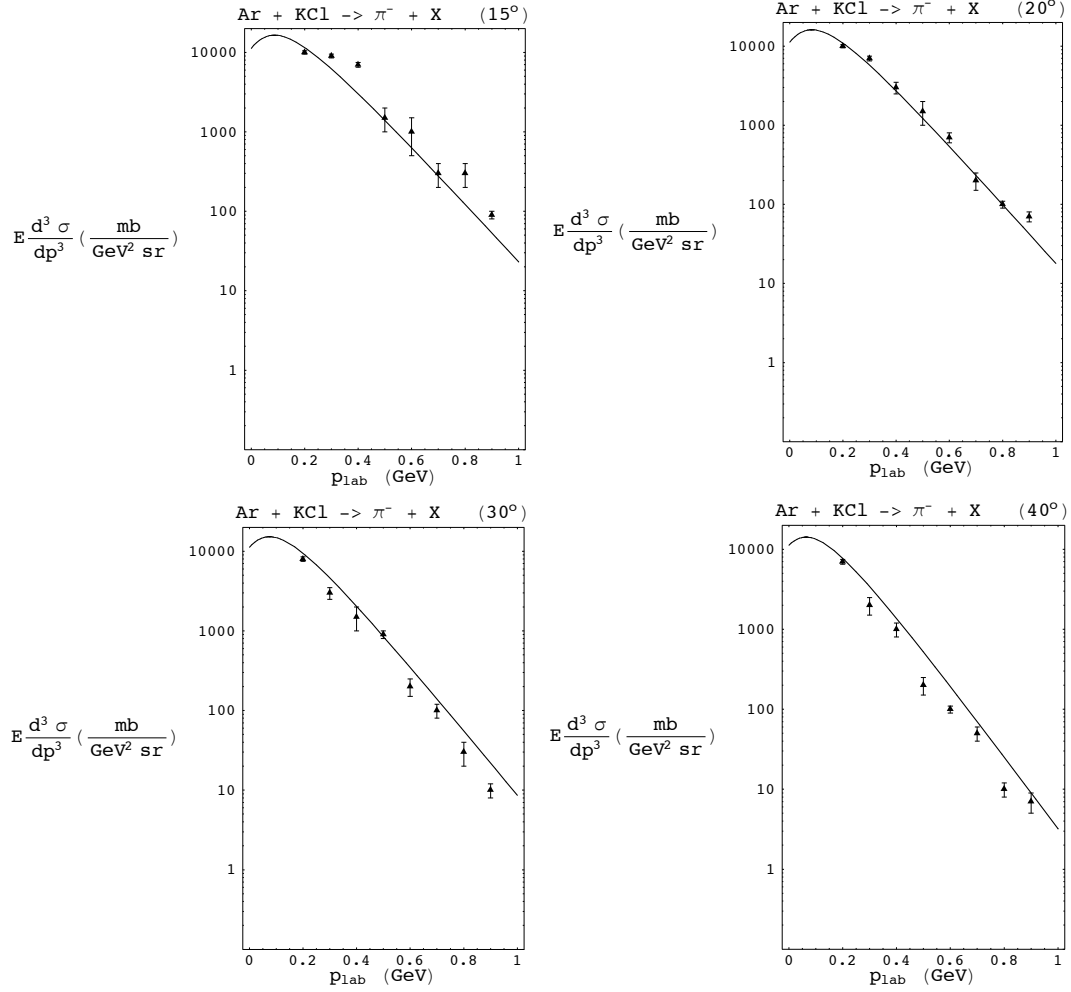 Ar + KCl -> π⁻ + X (15°)
10000
1000
E d³ σ / dp³ ( mb / GeV² sr )
100
10
1
0 0.2 0.4 0.6 0.8 1
p_lab (GeV)
Ar + KCl -> π⁻ + X (20°)
10000
1000
E d³ σ / dp³ ( mb / GeV² sr )
100
10
1
0 0.2 0.4 0.6 0.8 1
p_lab (GeV)
Ar + KCl -> π⁻ + X (30°)
10000
1000
100
E d³ σ / dp³ ( mb / GeV² sr )
10
1
0 0.2 0.4 0.6 0.8 1
p_lab (GeV)
Ar + KCl -> π⁻ + X (40°)
10000
1000
100
E d³ σ / dp³ ( mb / GeV² sr )
10
1
0 0.2 0.4 0.6 0.8 1
p_lab (GeV)